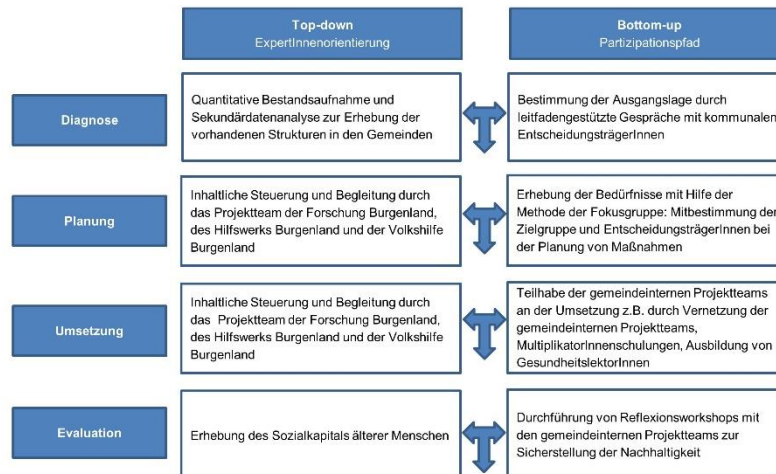 Top-down
ExpertInnenorientierung
Bottom-up
Partizipationspfad
Diagnose
Quantitative Bestandsaufnahme und
Sekundärdatenanalyse zur Erhebung der
vorhandenen Strukturen in den Gemeinden
Bestimmung der Ausgangslage durch
leitfadengestützte Gespräche mit kommunalen
EntscheidungsträgerInnen
Planung
Inhaltliche Steuerung und Begleitung durch
das Projektteam der Forschung Burgenland,
des Hilfswerks Burgenland und der Volkshilfe
Burgenland
Erhebung der Bedürfnisse mit Hilfe der
Methode der Fokusgruppe: Mitbestimmung der
Zielgruppe und EntscheidungsträgerInnen bei
der Planung von Maßnahmen
Umsetzung
Inhaltliche Steuerung und Begleitung durch
das Projektteam der Forschung Burgenland,
des Hilfswerks Burgenland und der Volkshilfe
Burgenland
Teilhabe der gemeindeinternen Projektteams
an der Umsetzung z.B. durch Vernetzung der
gemeindeinternen Projektteams,
MultiplikatorInnenschulungen, Ausbildung von
GesundheitslektorInnen
Evaluation
Erhebung des Sozialkapitals älterer Menschen
Durchführung von Reflexionsworkshops mit
den gemeindeinternen Projektteams zur
Sicherstellung der Nachhaltigkeit